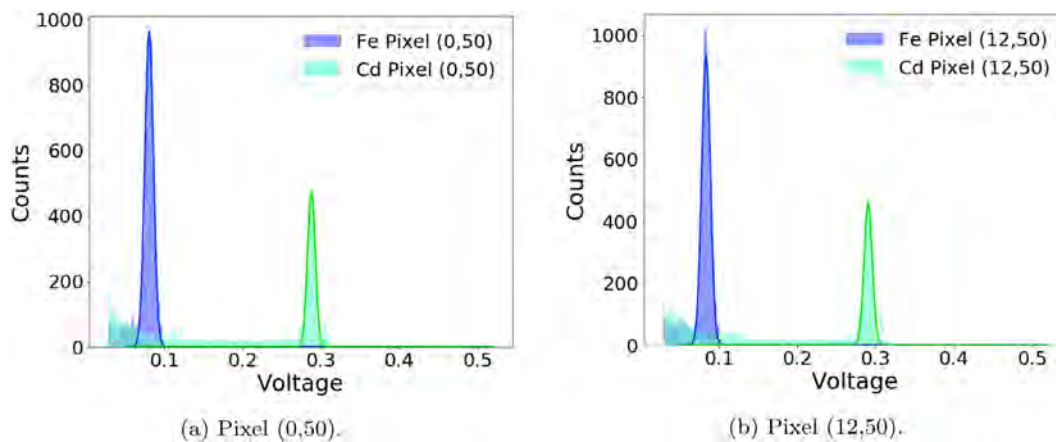 1000
800
600
400
200
0
Counts
Fe Pixel (0,50)
Cd Pixel (0,50)
0.1 0.2 0.3 0.4 0.5
Voltage
(a) Pixel (0,50).
1000
800
600
400
200
0
Counts
Fe Pixel (12,50)
Cd Pixel (12,50)
0.1 0.2 0.3 0.4 0.5
Voltage
(b) Pixel (12,50).